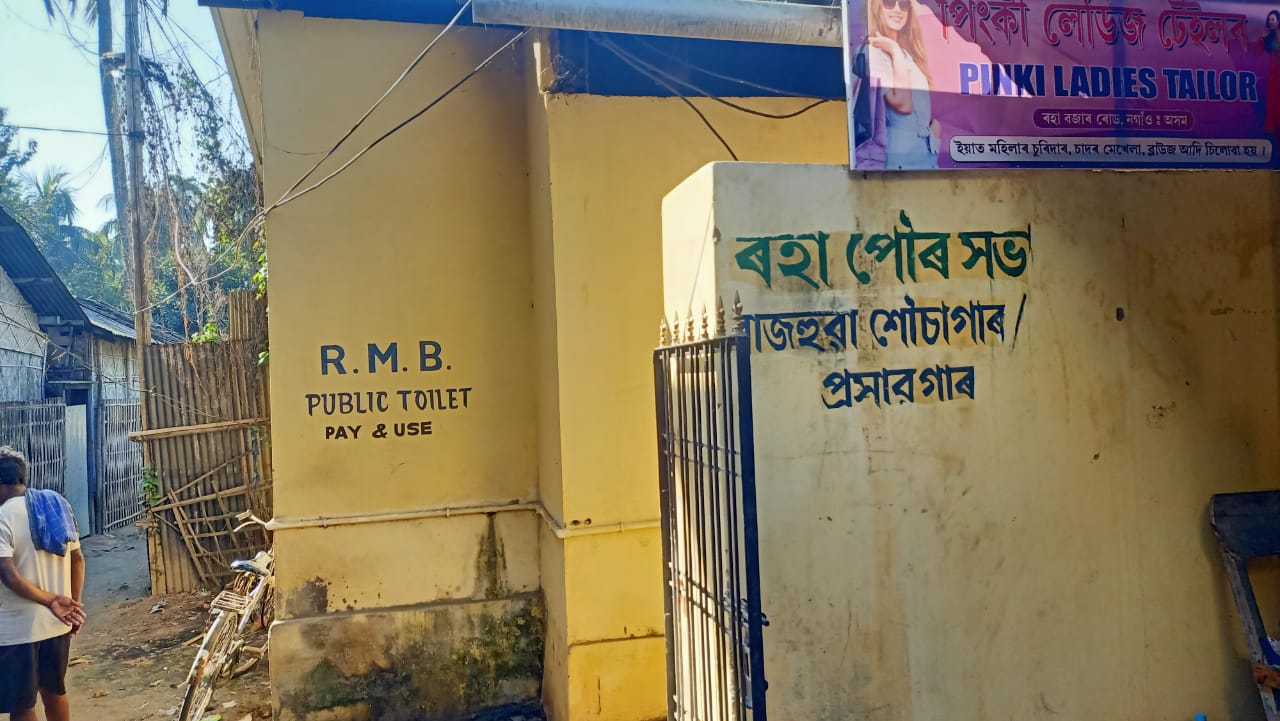 R.M.B.
PUBLIC TOILET
PAY & USE
পিংকী লেডিজ টেইলৰ
PINKI LADIES TAILOR
ৰহা বজাৰ ৰোড, নগাঁও ঃ অসম
ইয়াত মহিলাৰ চুৰিদাৰ, চাদৰ মেখেলা, ব্লাউজ আদি চিলোৱা হয় ।
ৰহা পৌৰ সভা
ৰাজহুৱা শৌচাগাৰ /
প্ৰসাৱগাৰ